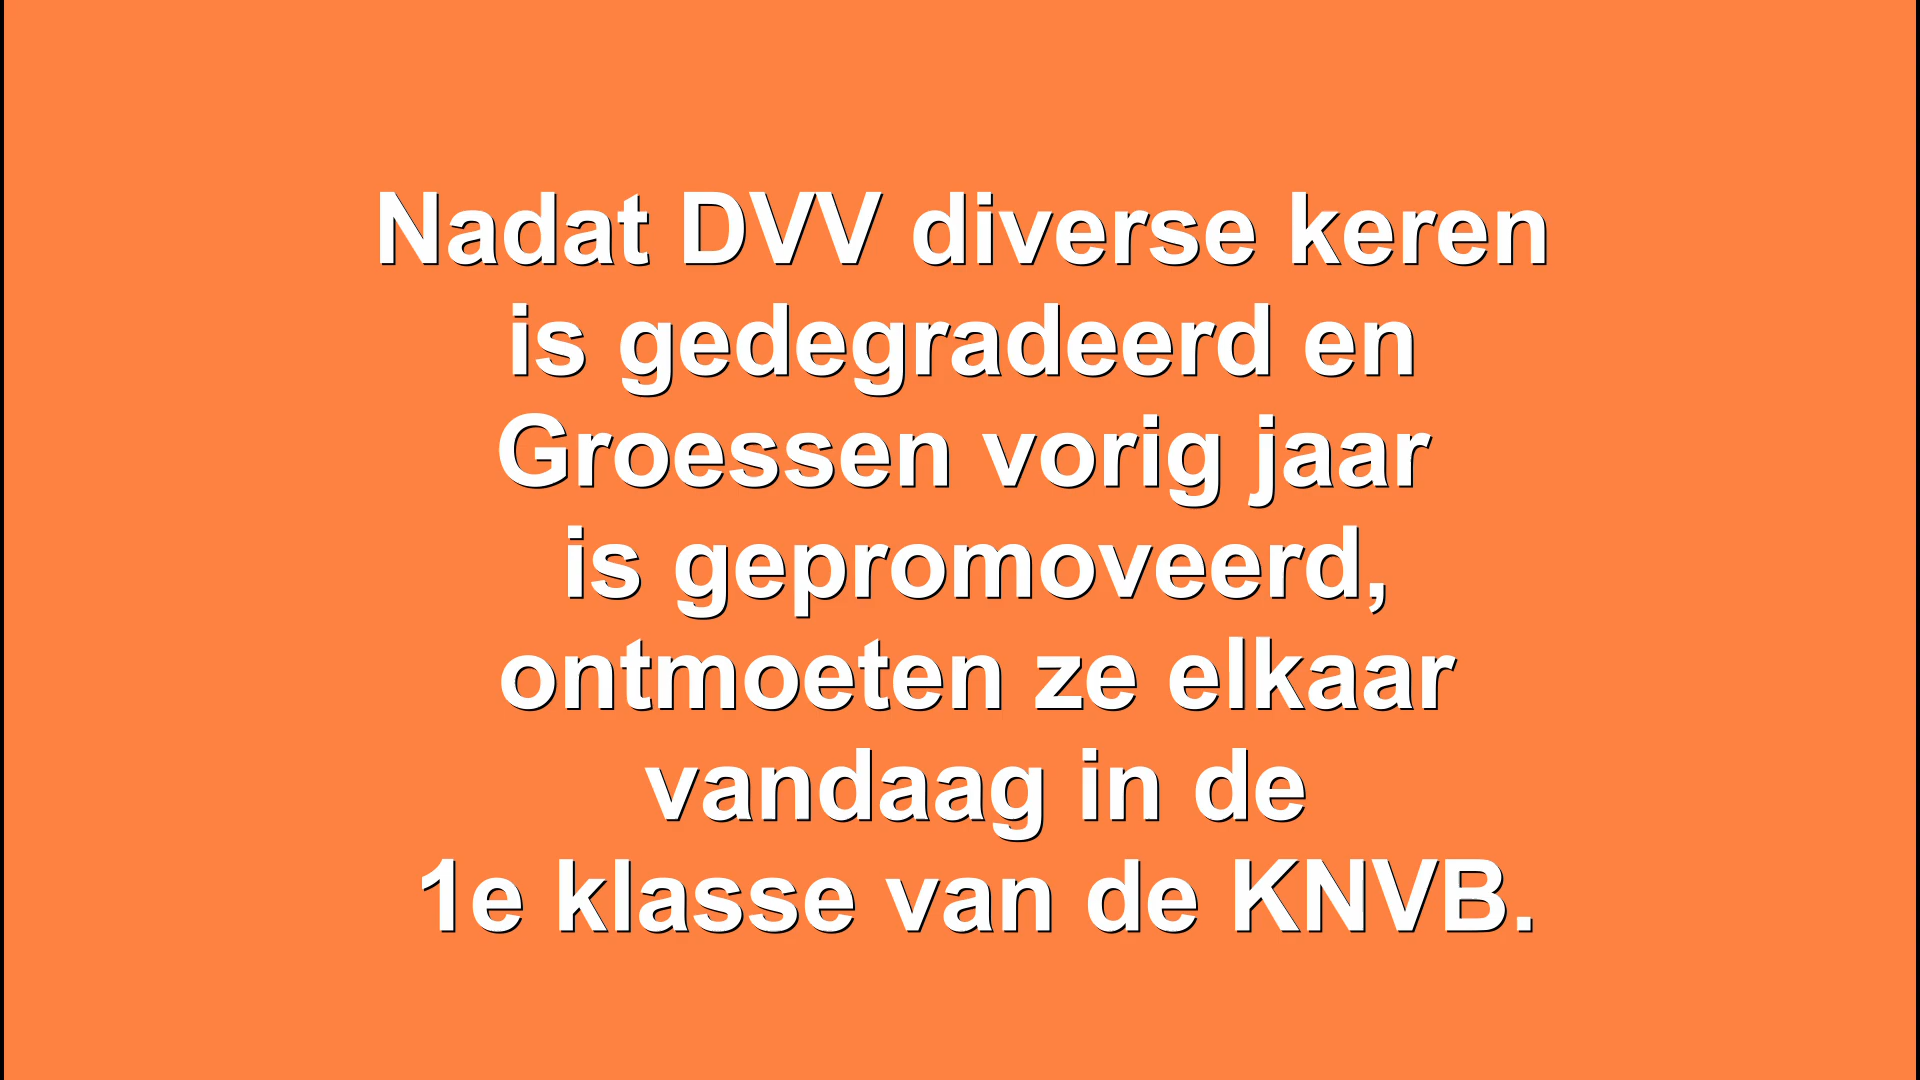 Nadat DVV diverse keren
is gedegradeerd en
Groessen vorig jaar
is gepromoveerd,
ontmoeten ze elkaar
vandaag in de
1e klasse van de KNVB.